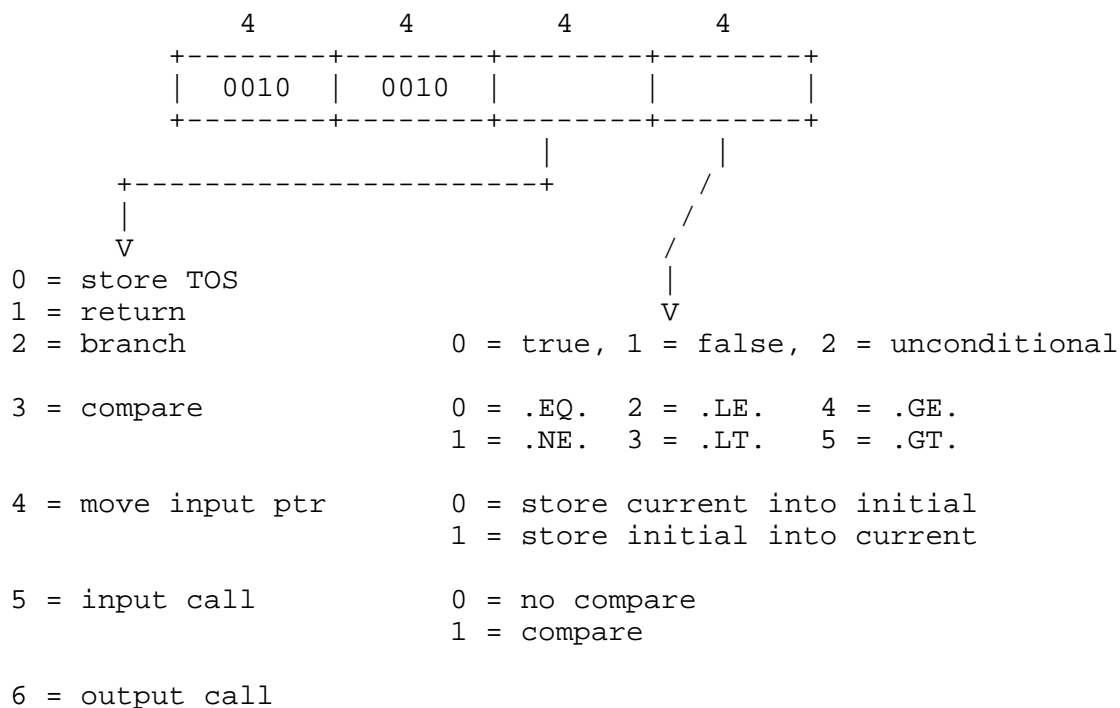 4        4        4        4
+--------+--------+--------+--------+
|  0010  |  0010  |        |        |
+--------+--------+--------+--------+
|         |
+-----------------------+        /
|                               /
V                              /
0 = store TOS                      |
1 = return                         V
2 = branch              0 = true, 1 = false, 2 = unconditional
3 = compare             0 = .EQ.  2 = .LE.   4 = .GE.
1 = .NE.  3 = .LT.   5 = .GT.
4 = move input ptr      0 = store current into initial
1 = store initial into current
5 = input call          0 = no compare
1 = compare
6 = output call